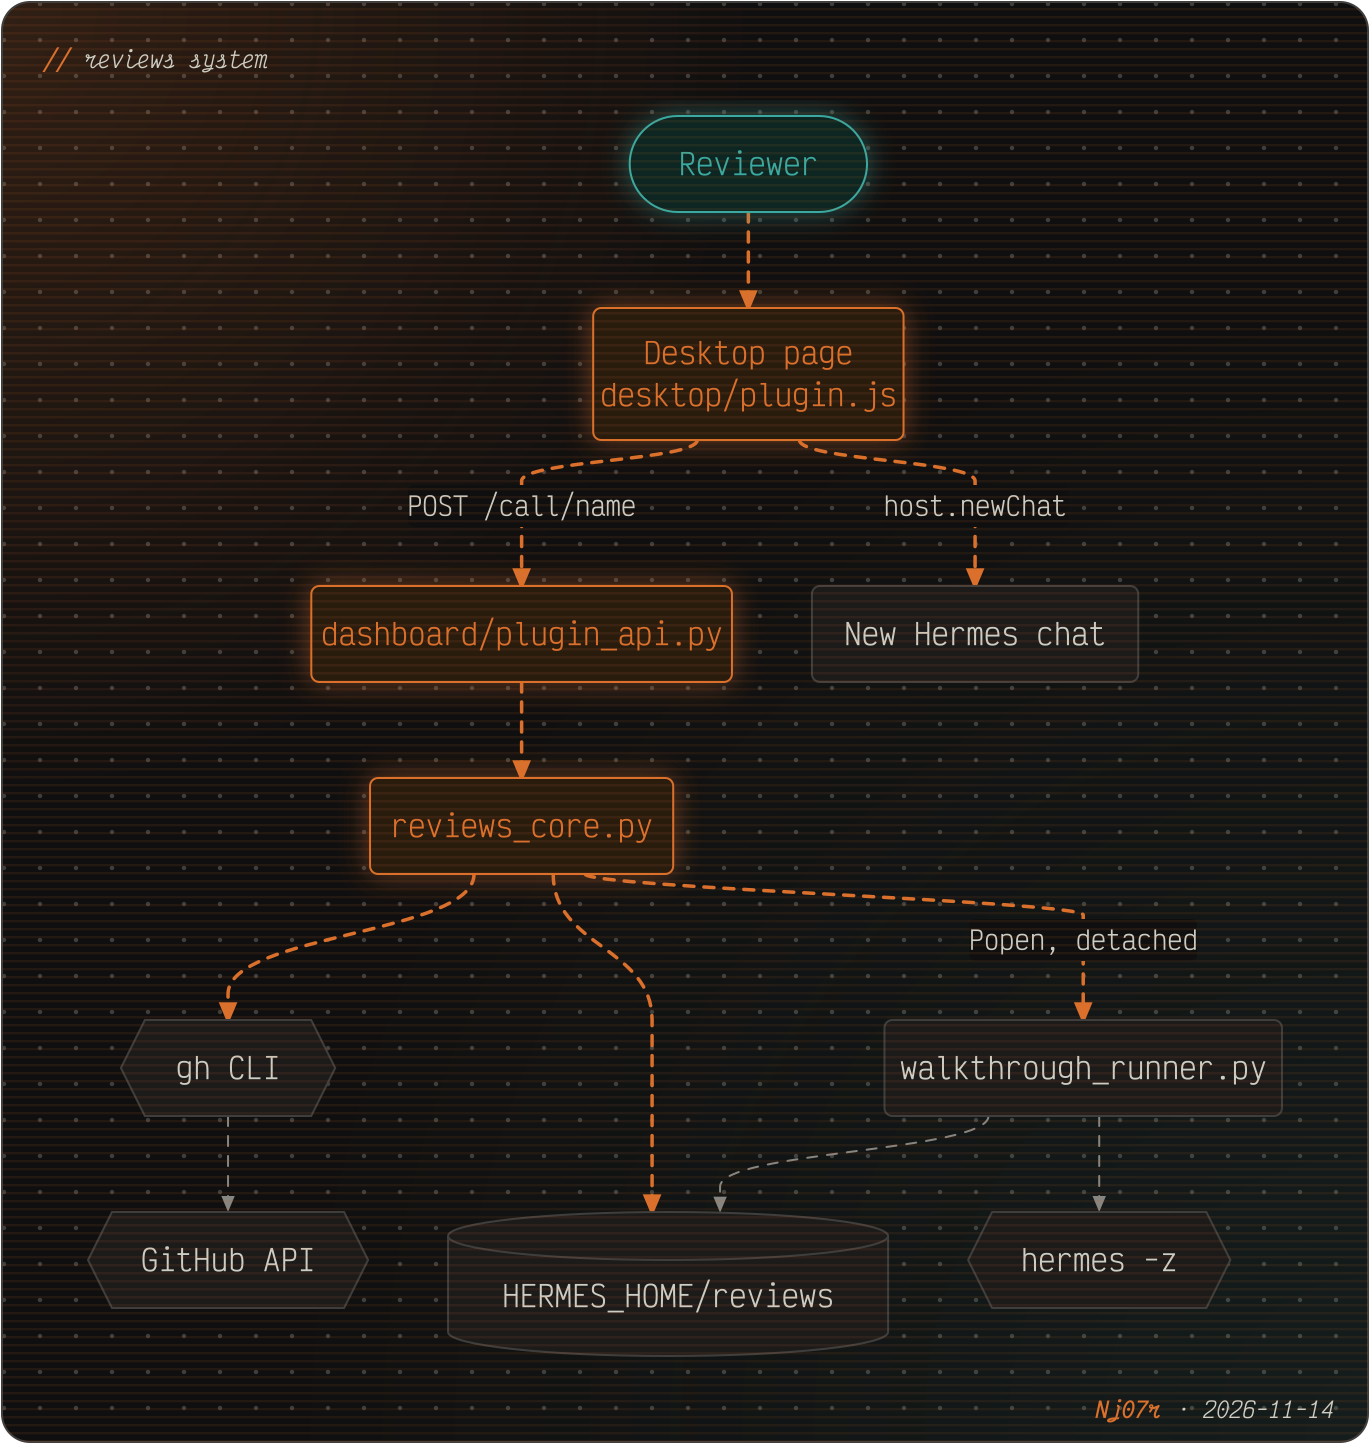 // reviews system
Reviewer
Desktop page
desktop/plugin.js
POST /call/name
host.newChat
dashboard/plugin_api.py
New Hermes chat
reviews_core.py
Popen, detached
gh CLI
walkthrough_runner.py
GitHub API
HERMES_HOME/reviews
hermes -z
Nj07r · 2026-11-14